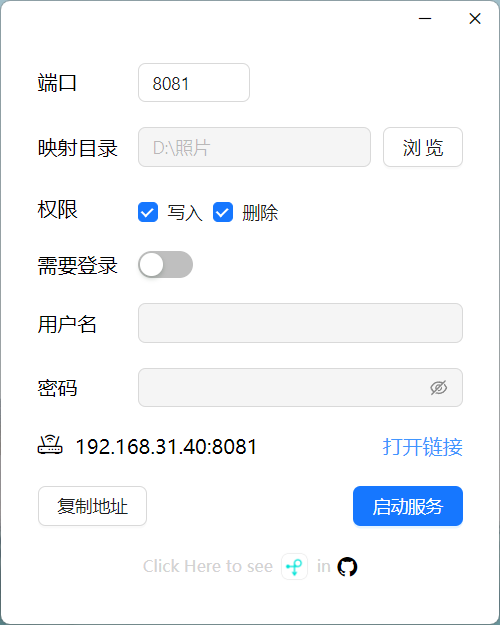 端口 8081
映射目录 D:\照片 浏 览
权限 写入 删除
需要登录
用户名
密码
192.168.31.40:8081 打开链接
复制地址 启动服务
Click Here to see in